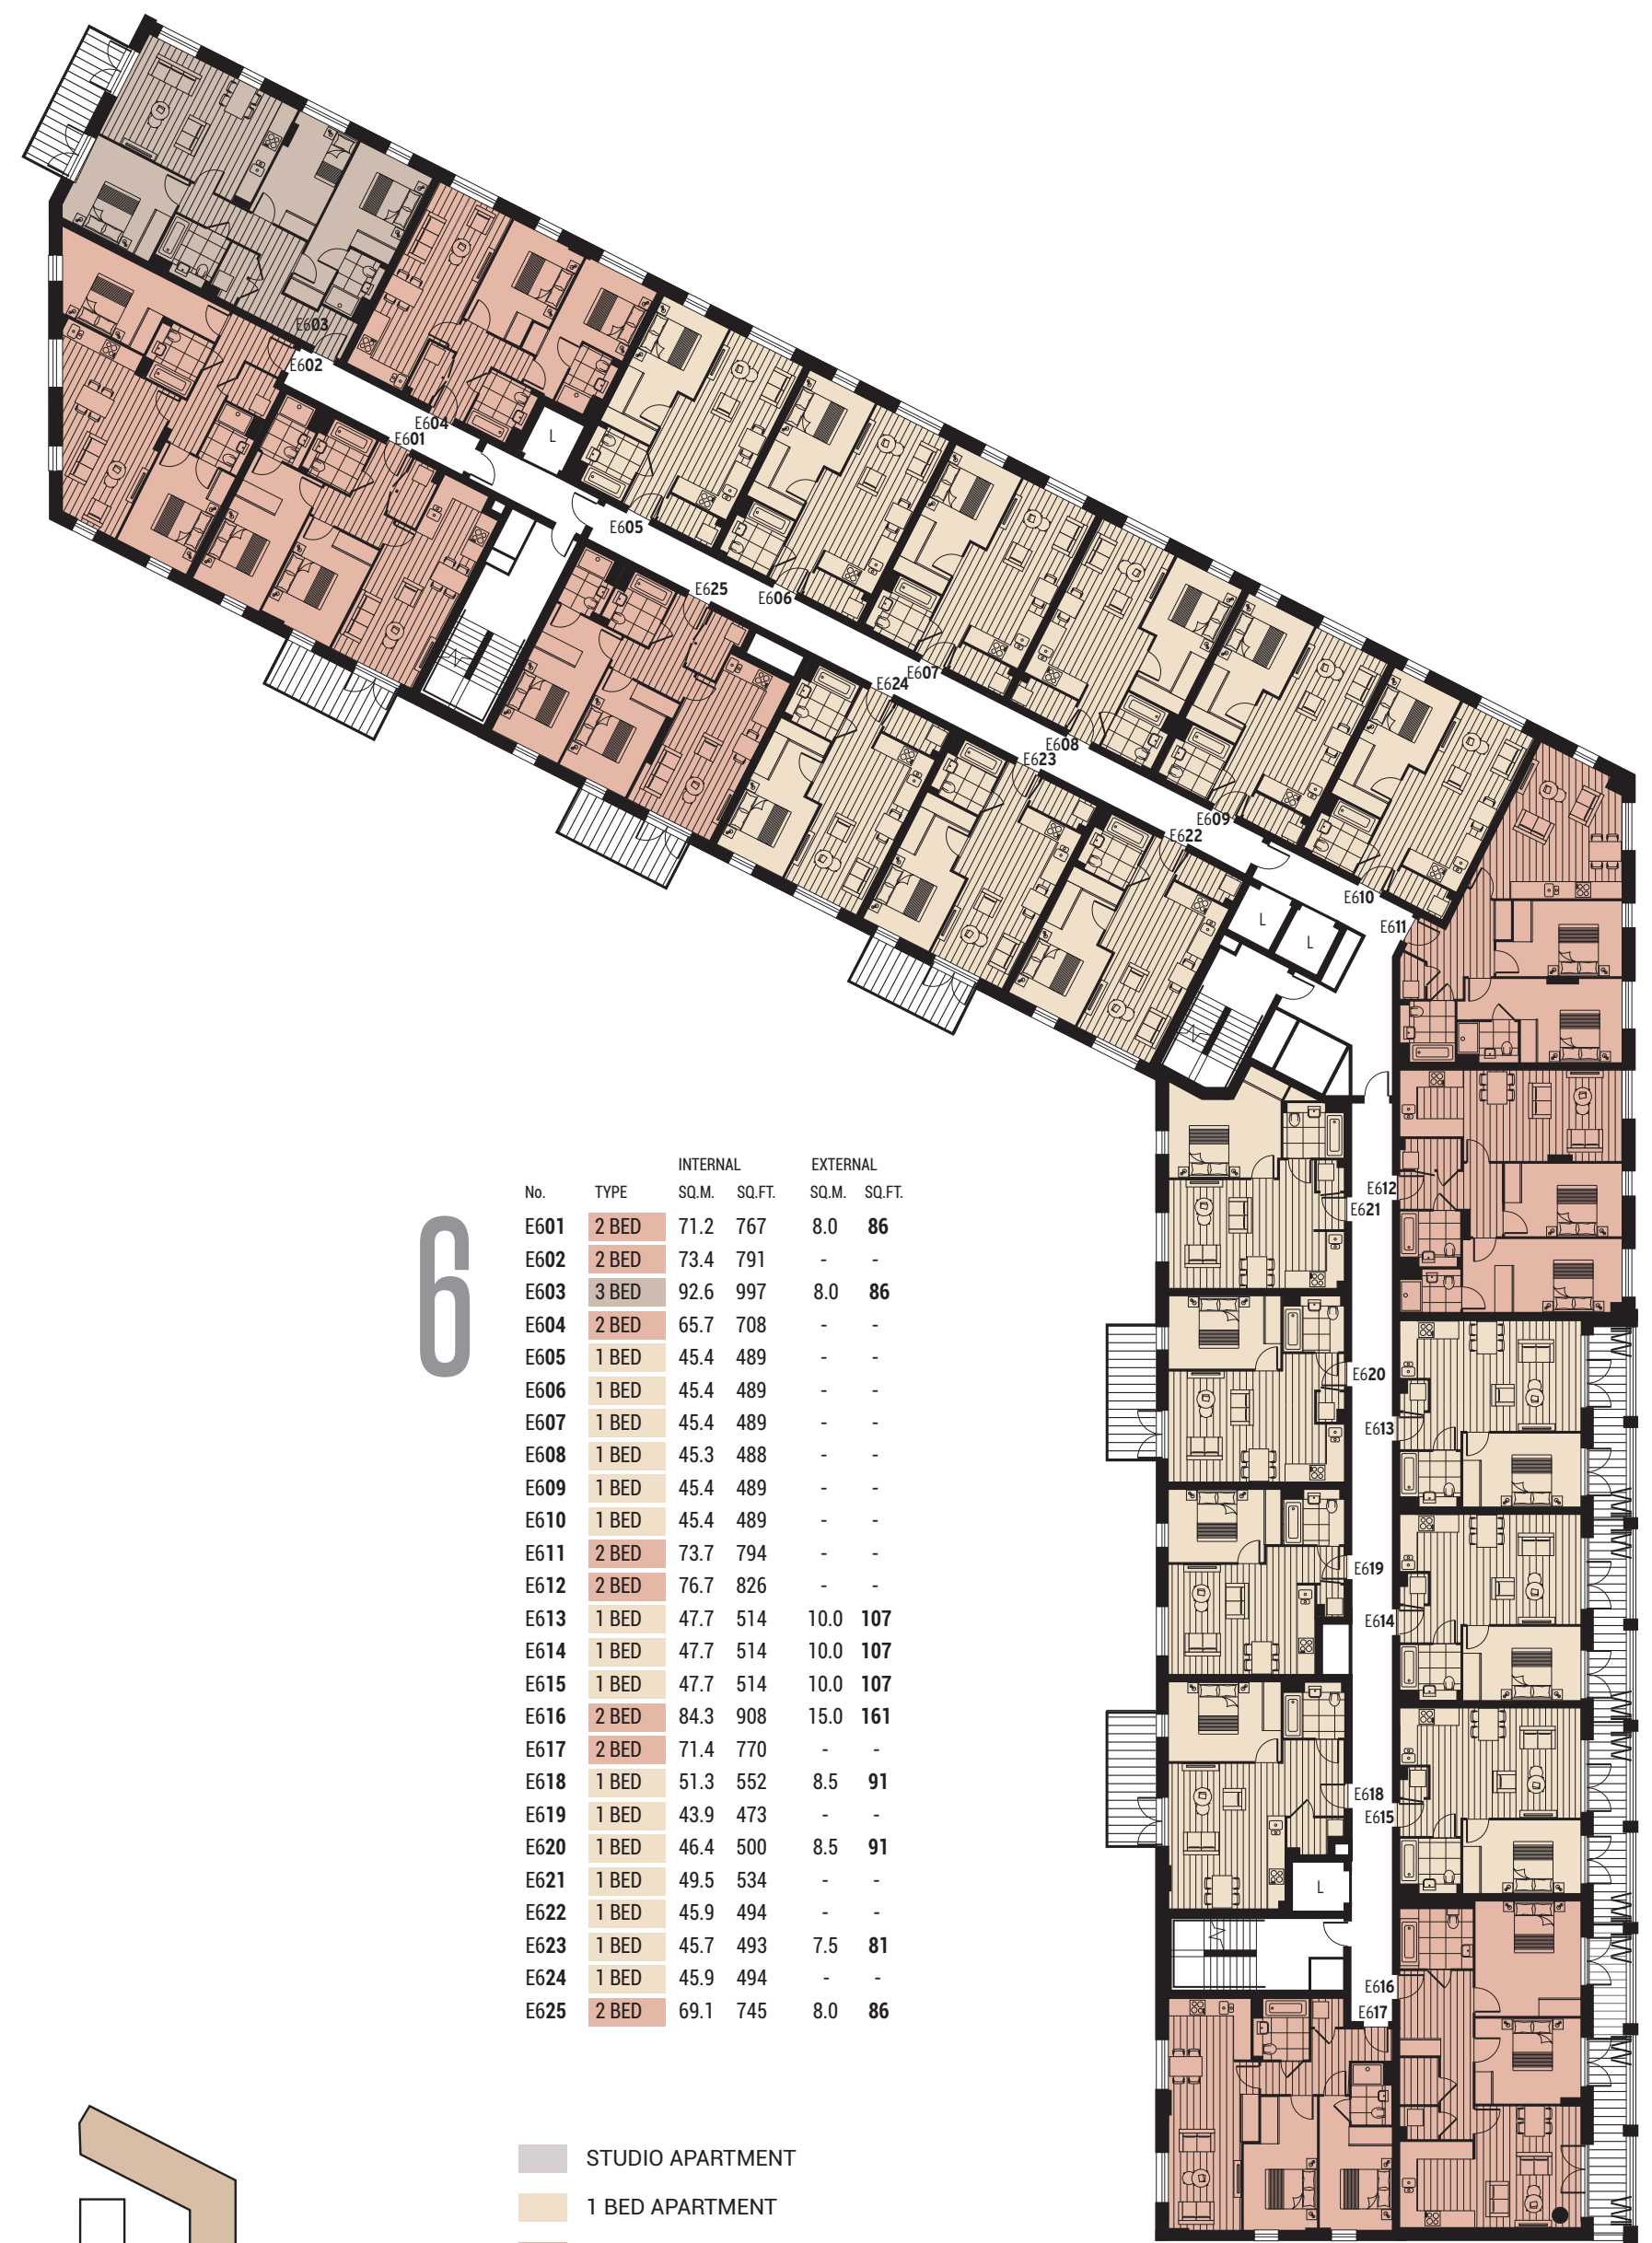 E603
E602
E604
E601
L
E605
E625
E606
E607
E624
E608
E623
E609
E622
E610
L
L
E611
E612
E621
E620
E613
E619
E614
E618
E615
L
E616
E617
6
INTERNAL EXTERNAL
No. TYPE SQ.M. SQ.FT. SQ.M. SQ.FT.
E601 2 BED 71.2 767 8.0 86
E602 2 BED 73.4 791 - -
E603 3 BED 92.6 997 8.0 86
E604 2 BED 65.7 708 - -
E605 1 BED 45.4 489 - -
E606 1 BED 45.4 489 - -
E607 1 BED 45.4 489 - -
E608 1 BED 45.3 488 - -
E609 1 BED 45.4 489 - -
E610 1 BED 45.4 489 - -
E611 2 BED 73.7 794 - -
E612 2 BED 76.7 826 - -
E613 1 BED 47.7 514 10.0 107
E614 1 BED 47.7 514 10.0 107
E615 1 BED 47.7 514 10.0 107
E616 2 BED 84.3 908 15.0 161
E617 2 BED 71.4 770 - -
E618 1 BED 51.3 552 8.5 91
E619 1 BED 43.9 473 - -
E620 1 BED 46.4 500 8.5 91
E621 1 BED 49.5 534 - -
E622 1 BED 45.9 494 - -
E623 1 BED 45.7 493 7.5 81
E624 1 BED 45.9 494 - -
E625 2 BED 69.1 745 8.0 86
STUDIO APARTMENT
1 BED APARTMENT